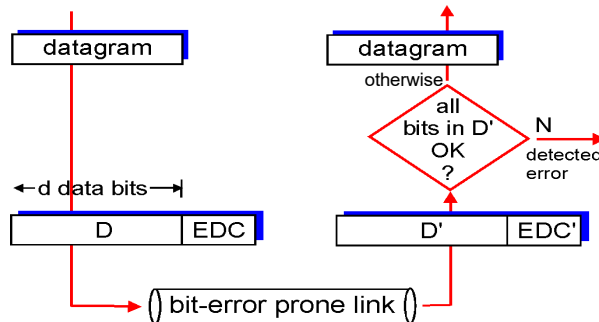 datagram
d data bits
D
EDC
bit-error prone link
datagram
otherwise
all
bits in D'
OK
?
N
detected
error
D'
EDC'